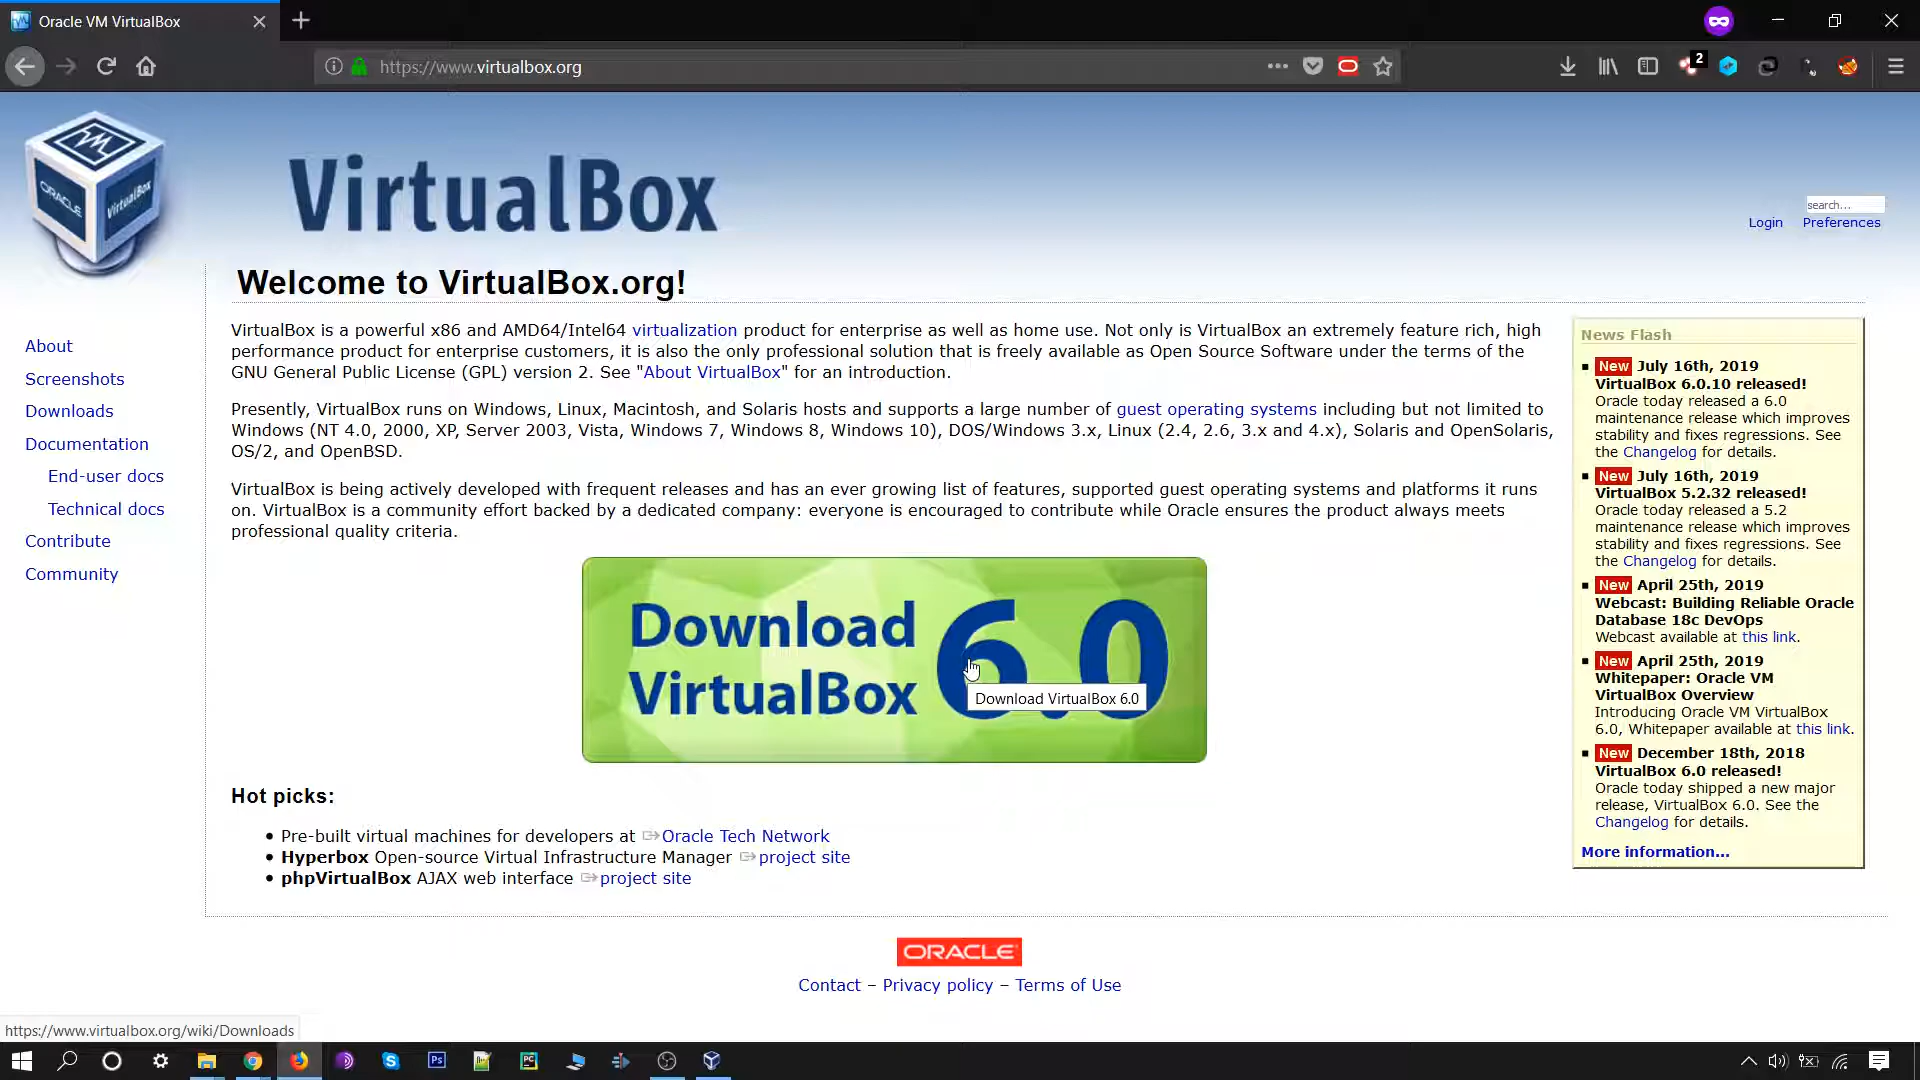 Oracle VM VirtualBox
https://www.virtualbox.org
2
ORACLE
VirtualBox
VirtualBox
search...
Login Preferences
Welcome to VirtualBox.org!
About
Screenshots
Downloads
Documentation
End-user docs
Technical docs
Contribute
Community
VirtualBox is a powerful x86 and AMD64/Intel64 virtualization product for enterprise as well as home use. Not only is VirtualBox an extremely feature rich, high
performance product for enterprise customers, it is also the only professional solution that is freely available as Open Source Software under the terms of the
GNU General Public License (GPL) version 2. See "About VirtualBox" for an introduction.
Presently, VirtualBox runs on Windows, Linux, Macintosh, and Solaris hosts and supports a large number of guest operating systems including but not limited to
Windows (NT 4.0, 2000, XP, Server 2003, Vista, Windows 7, Windows 8, Windows 10), DOS/Windows 3.x, Linux (2.4, 2.6, 3.x and 4.x), Solaris and OpenSolaris,
OS/2, and OpenBSD.
VirtualBox is being actively developed with frequent releases and has an ever growing list of features, supported guest operating systems and platforms it runs
on. VirtualBox is a community effort backed by a dedicated company: everyone is encouraged to contribute while Oracle ensures the product always meets
professional quality criteria.
Download
VirtualBox
6.0
Download VirtualBox 6.0
Hot picks:
Pre-built virtual machines for developers at Oracle Tech Network
Hyperbox Open-source Virtual Infrastructure Manager project site
phpVirtualBox AJAX web interface project site
News Flash
New July 16th, 2019
VirtualBox 6.0.10 released!
Oracle today released a 6.0
maintenance release which improves
stability and fixes regressions. See
the Changelog for details.
New July 16th, 2019
VirtualBox 5.2.32 released!
Oracle today released a 5.2
maintenance release which improves
stability and fixes regressions. See
the Changelog for details.
New April 25th, 2019
Webcast: Building Reliable Oracle
Database 18c DevOps
Webcast available at this link.
New April 25th, 2019
Whitepaper: Oracle VM
VirtualBox Overview
Introducing Oracle VM VirtualBox
6.0, Whitepaper available at this link.
New December 18th, 2018
VirtualBox 6.0 released!
Oracle today shipped a new major
release, VirtualBox 6.0. See the
Changelog for details.
More information...
ORACLE
Contact – Privacy policy – Terms of Use
https://www.virtualbox.org/wiki/Downloads
Ps
PC